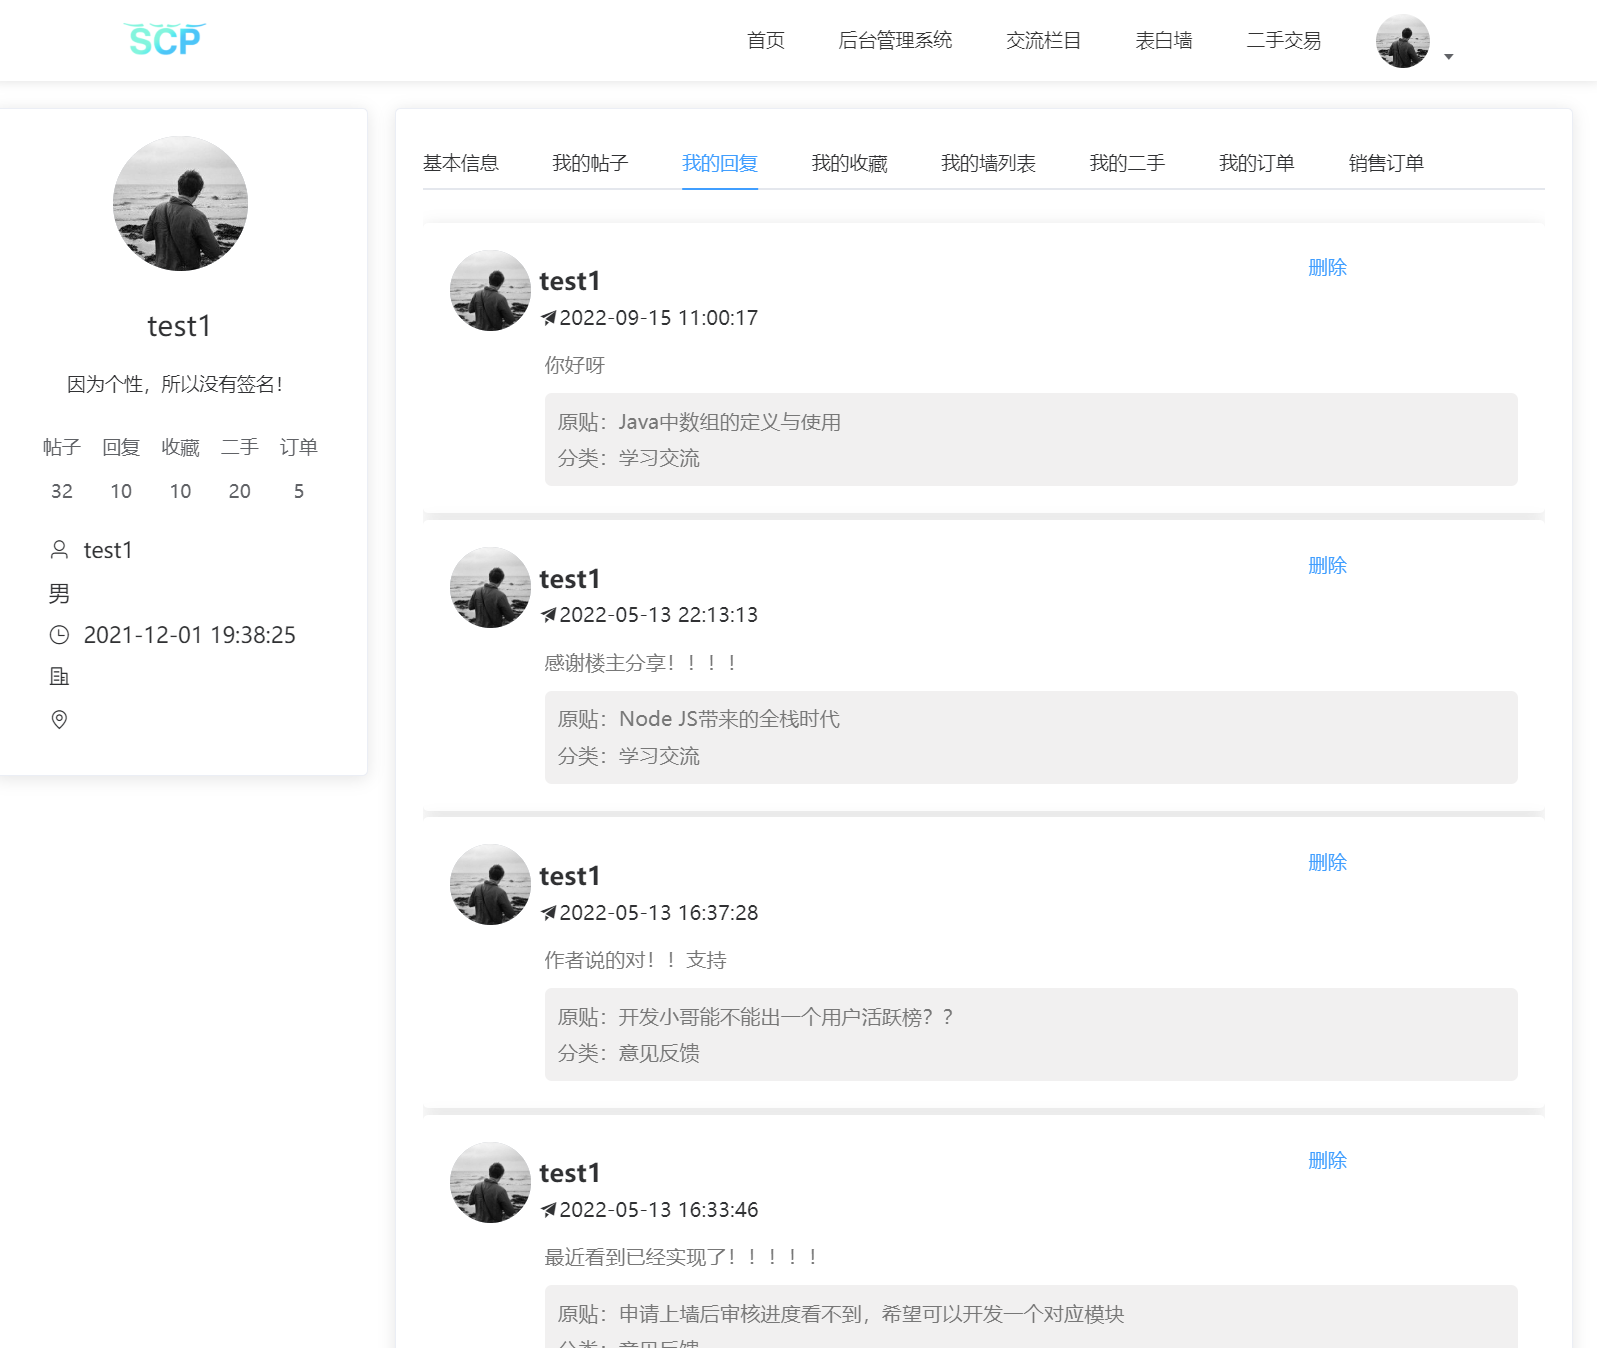 SCP
首页 后台管理系统 交流栏目 表白墙 二手交易
test1
因为个性，所以没有签名！
帖子 回复 收藏 二手 订单
32 10 10 20 5
test1
男
2021-12-01 19:38:25
基本信息 我的帖子 我的回复 我的收藏 我的墙列表 我的二手 我的订单 销售订单
test1 删除
2022-09-15 11:00:17
你好呀
原贴：Java中数组的定义与使用
分类：学习交流
test1 删除
2022-05-13 22:13:13
感谢楼主分享！！！！
原贴：Node JS带来的全栈时代
分类：学习交流
test1 删除
2022-05-13 16:37:28
作者说的对！！支持
原贴：开发小哥能不能出一个用户活跃榜？？
分类：意见反馈
test1 删除
2022-05-13 16:33:46
最近看到已经实现了！！！！！
原贴：申请上墙后审核进度看不到，希望可以开发一个对应模块
分类：意见反馈